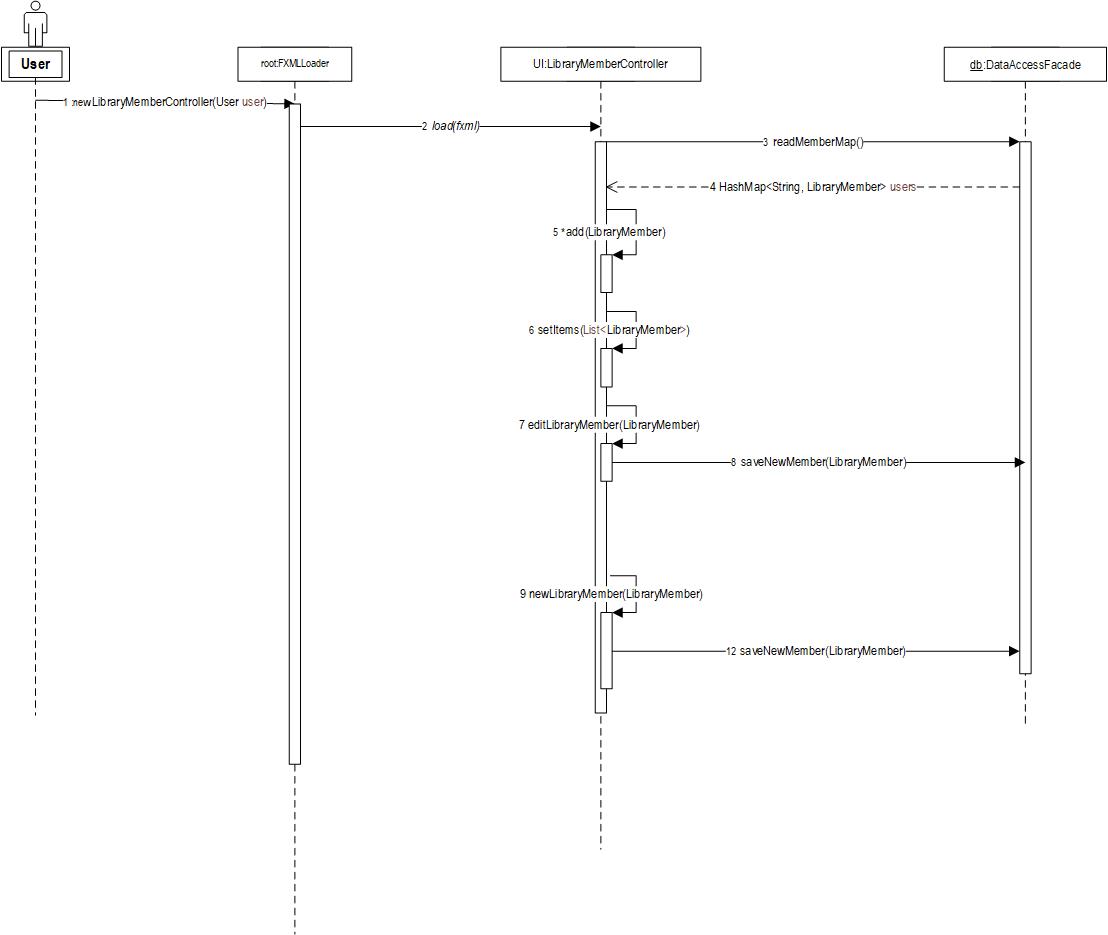 User
root:FXMLLoader
UI:LibraryMemberController
db:DataAccessFacade
1 :newLibraryMemberController(User user)
2 load(fxml)
3 readMemberMap()
4 HashMap<String, LibraryMember> users
5 *add(LibraryMember)
6 setItems(List<LibraryMember>)
7 editLibraryMember(LibraryMember)
8 saveNewMember(LibraryMember)
9 newLibraryMember(LibraryMember)
12 saveNewMember(LibraryMember)